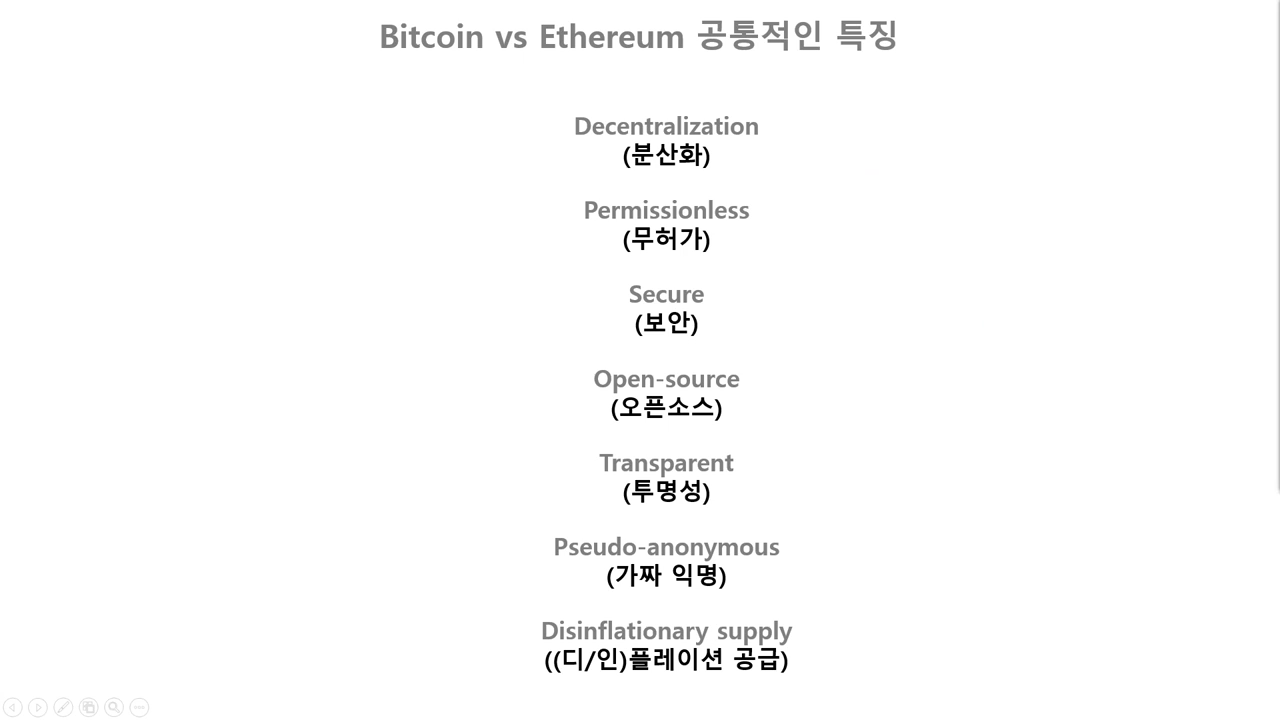 Bitcoin vs Ethereum 공통적인 특징
Decentralization
(분산화)
Permissionless
(무허가)
Secure
(보안)
Open-source
(오픈소스)
Transparent
(투명성)
Pseudo-anonymous
(가짜 익명)
Disinflationary supply
((디/인)플레이션 공급)